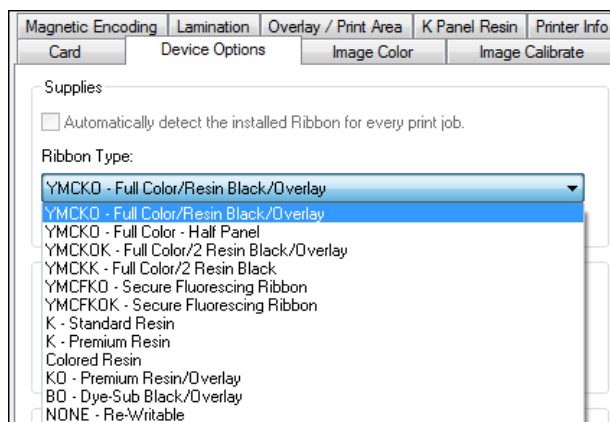 Magnetic Encoding Lamination Overlay / Print Area K Panel Resin Printer Info
Card Device Options Image Color Image Calibrate
Supplies
Automatically detect the installed Ribbon for every print job.
Ribbon Type:
YMCKO - Full Color/Resin Black/Overlay
YMCKO - Full Color/Resin Black/Overlay
YMCKO - Full Color - Half Panel
YMCKOK - Full Color/2 Resin Black/Overlay
YMCKK - Full Color/2 Resin Black
YMCFKO - Secure Fluorescing Ribbon
YMCFKOK - Secure Fluorescing Ribbon
K - Standard Resin
K - Premium Resin
Colored Resin
KO - Premium Resin/Overlay
BO - Dye-Sub Black/Overlay
NONE - Re-Writable